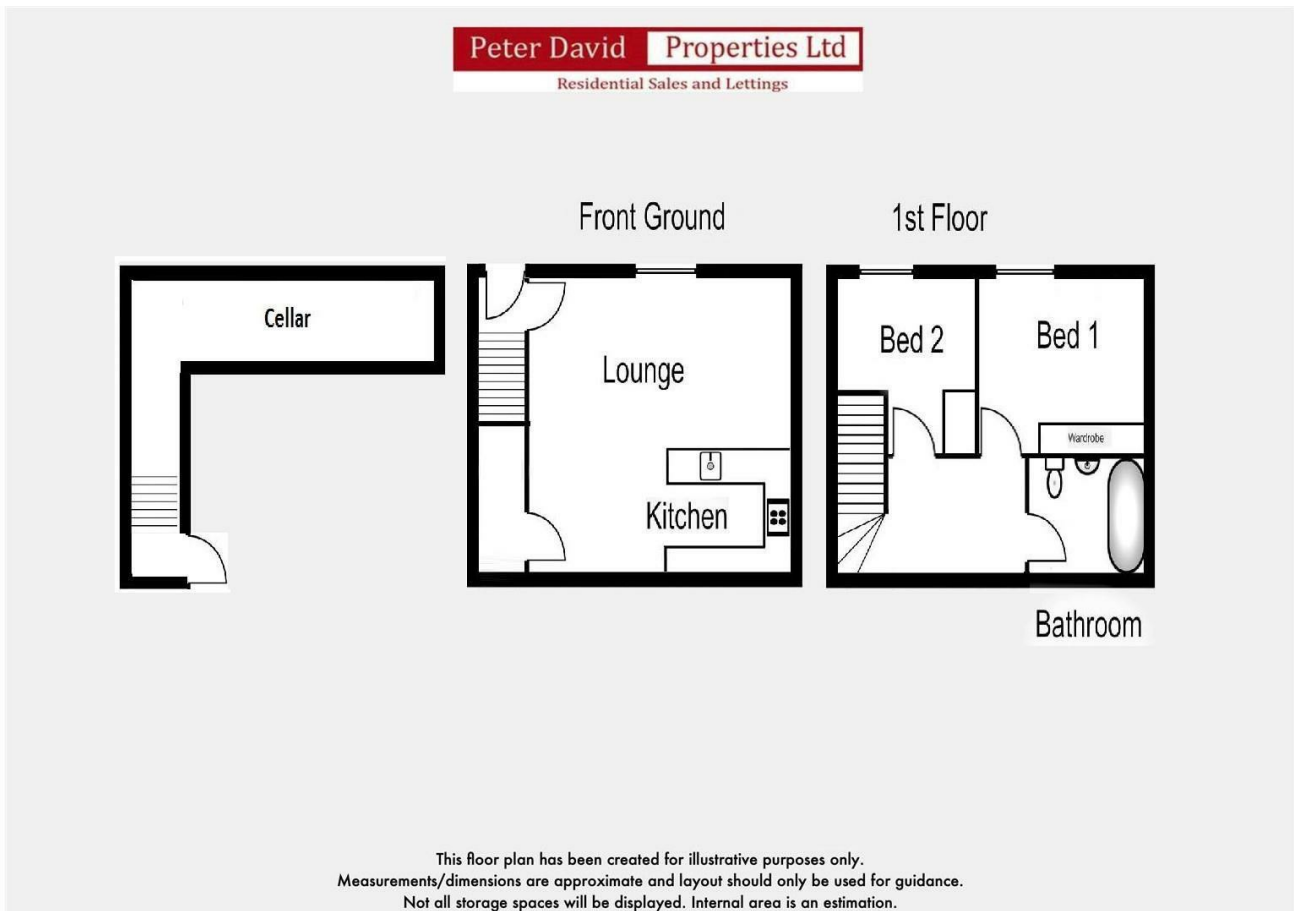 Peter David Properties Ltd
Residential Sales and Lettings
Front Ground
1st Floor
Cellar
Lounge
Kitchen
Bed 2
Bed 1
Wardrobe
Bathroom
This floor plan has been created for illustrative purposes only.
Measurements/dimensions are approximate and layout should only be used for guidance.
Not all storage spaces will be displayed. Internal area is an estimation.